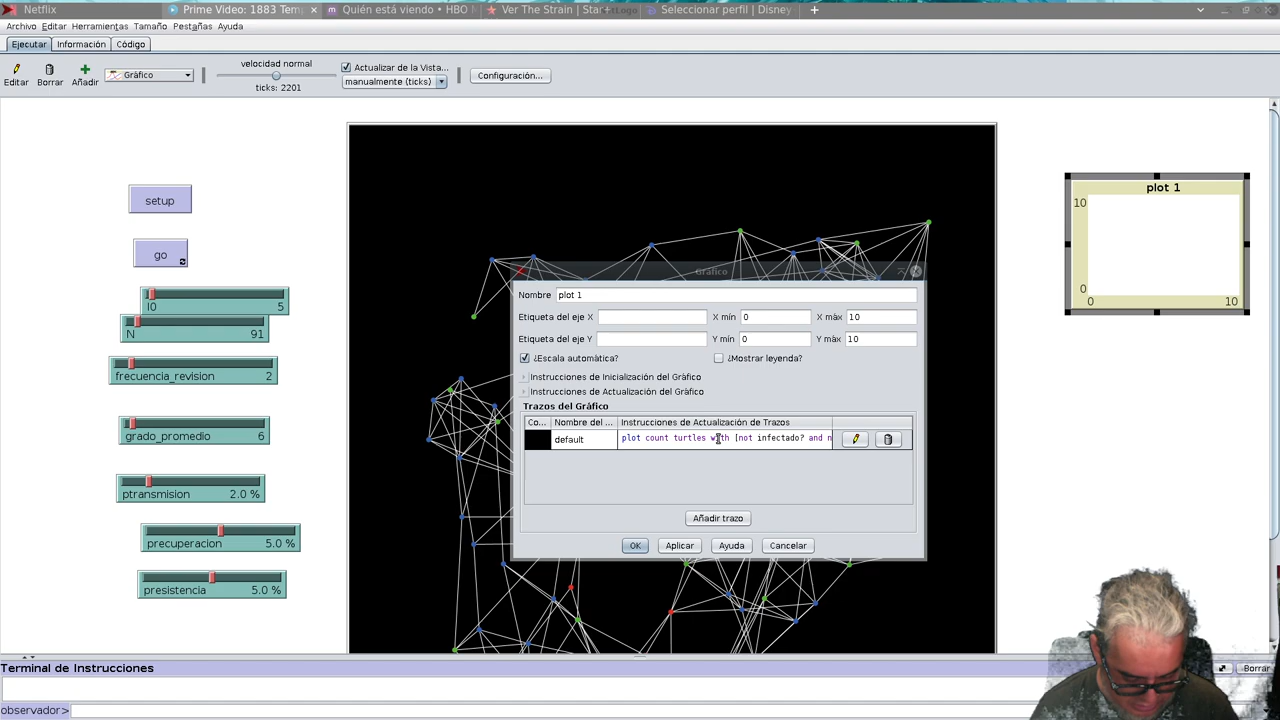 Netflix
Prime Video: 1883 Temp
Quién está viendo • HBO M
Ver The Strain | Star+
Seleccionar perfil | Disney
Archivo Editar Herramientas Tamaño Pestañas Ayuda
Ejecutar Información Código
velocidad normal
Actualizar de la Vista...
Editar Borrar Añadir
Gráfico
manualmente (ticks)
Configuración...
ticks: 2201
setup
go
I0 5
N 91
frecuencia_revision 2
grado_promedio 6
ptransmision 2.0 %
precuperacion 5.0 %
presistencia 5.0 %
plot 1
10
0
0 10
Gráfico
Nombre plot 1
Etiqueta del eje X X mín 0 X máx 10
Etiqueta del eje Y Y mín 0 Y máx 10
¿Escala automática? ¿Mostrar leyenda?
Instrucciones de Inicialización del Gráfico
Instrucciones de Actualización del Gráfico
Trazos del Gráfico
Co... Nombre del ... Instrucciones de Actualización de Trazos
default plot count turtles with [not infectado? and n
Añadir trazo
OK Aplicar Ayuda Cancelar
Terminal de Instrucciones
Borrar
observador>